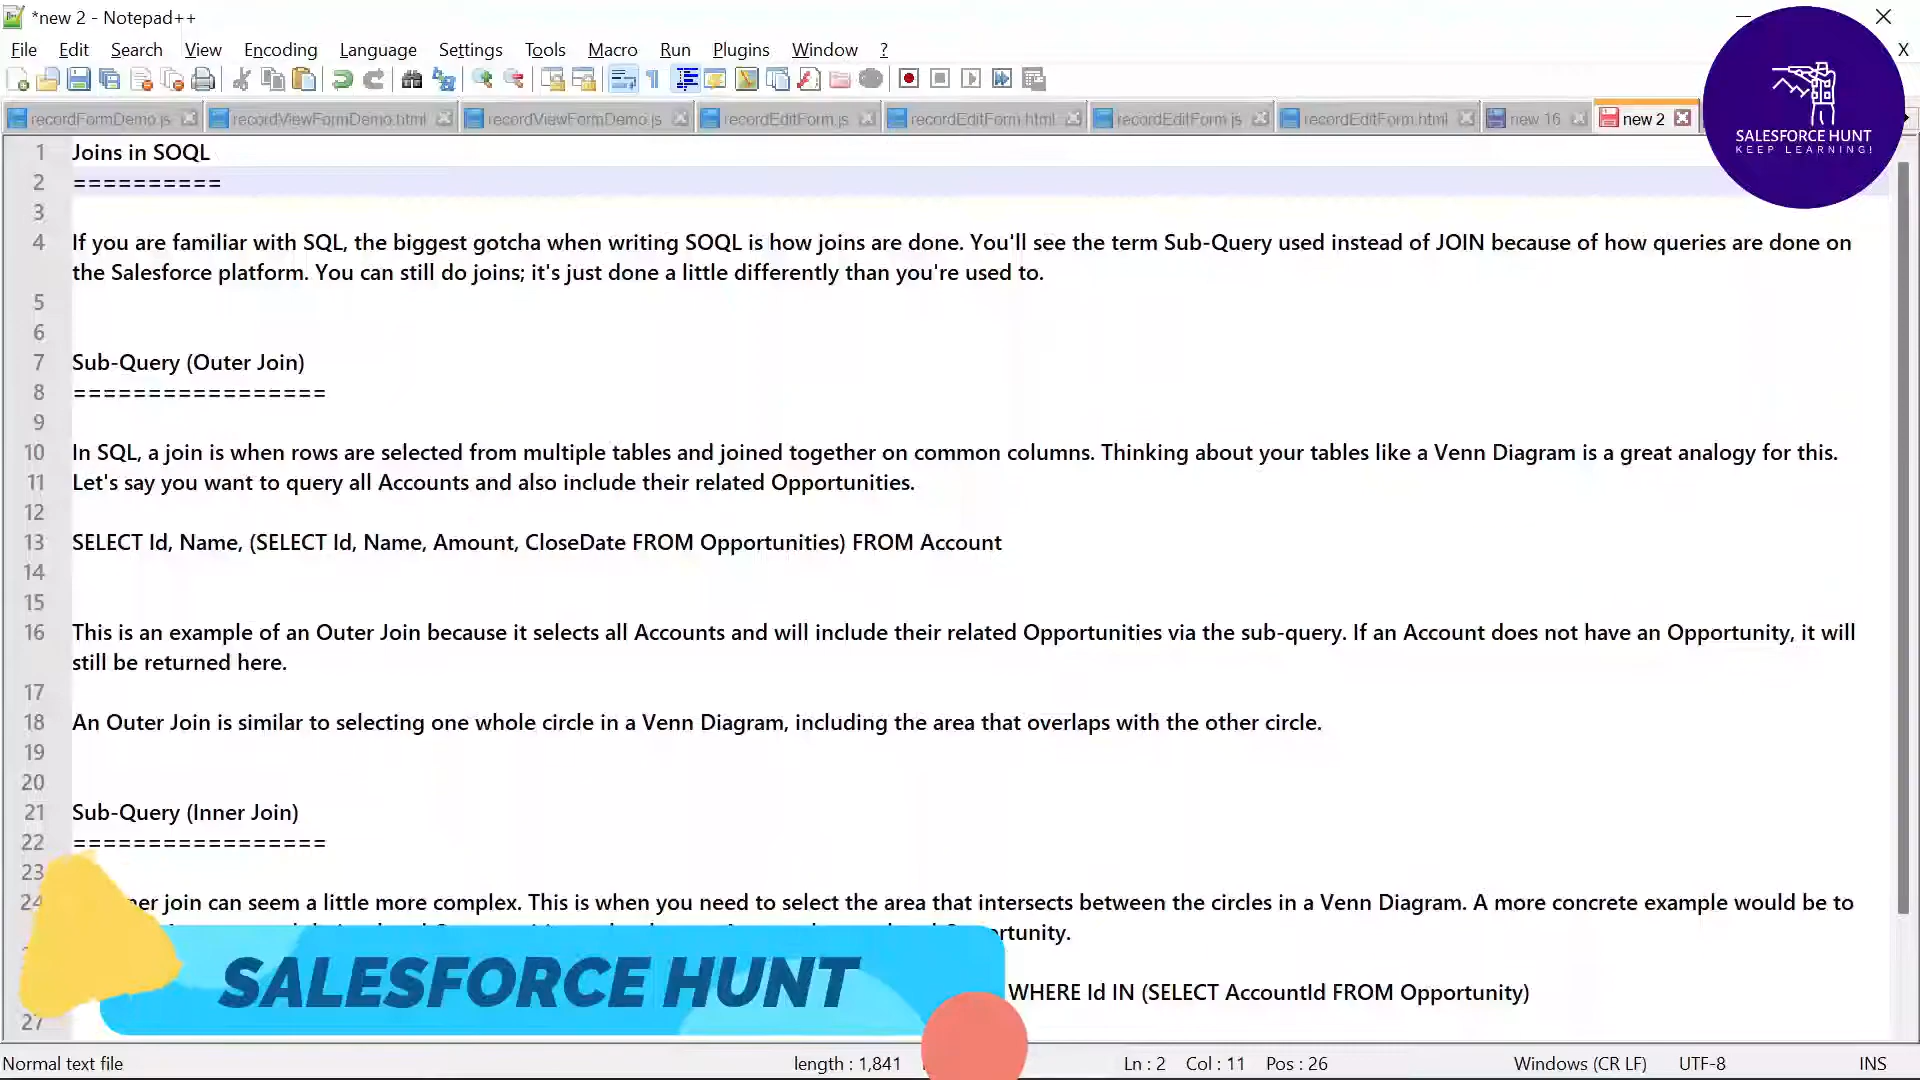 *new 2 - Notepad++
File Edit Search View Encoding Language Settings Tools Macro Run Plugins Window ? X
recordFormDemo.js recordViewFormDemo.html recordViewFormDemo.js recordEditForm.js recordEditForm.html recordEditForm.js recordEditForm.html new 16 new 2
SALESFORCE HUNT
KEEP LEARNING!
1 Joins in SOQL
2 ==========
3
4 If you are familiar with SQL, the biggest gotcha when writing SOQL is how joins are done. You'll see the term Sub-Query used instead of JOIN because of how queries are done on
the Salesforce platform. You can still do joins; it's just done a little differently than you're used to.
5
6
7 Sub-Query (Outer Join)
8 =================
9
10 In SQL, a join is when rows are selected from multiple tables and joined together on common columns. Thinking about your tables like a Venn Diagram is a great analogy for this.
11 Let's say you want to query all Accounts and also include their related Opportunities.
12
13 SELECT Id, Name, (SELECT Id, Name, Amount, CloseDate FROM Opportunities) FROM Account
14
15
16 This is an example of an Outer Join because it selects all Accounts and will include their related Opportunities via the sub-query. If an Account does not have an Opportunity, it will
still be returned here.
17
18 An Outer Join is similar to selecting one whole circle in a Venn Diagram, including the area that overlaps with the other circle.
19
20
21 Sub-Query (Inner Join)
22 =================
23
24 join can seem a little more complex. This is when you need to select the area that intersects between the circles in a Venn Diagram. A more concrete example would be to
SALESFORCE HUNT
WHERE Id IN (SELECT AccountId FROM Opportunity)
27
Normal text file length : 1,841 Ln : 2 Col : 11 Pos : 26 Windows (CR LF) UTF-8 INS